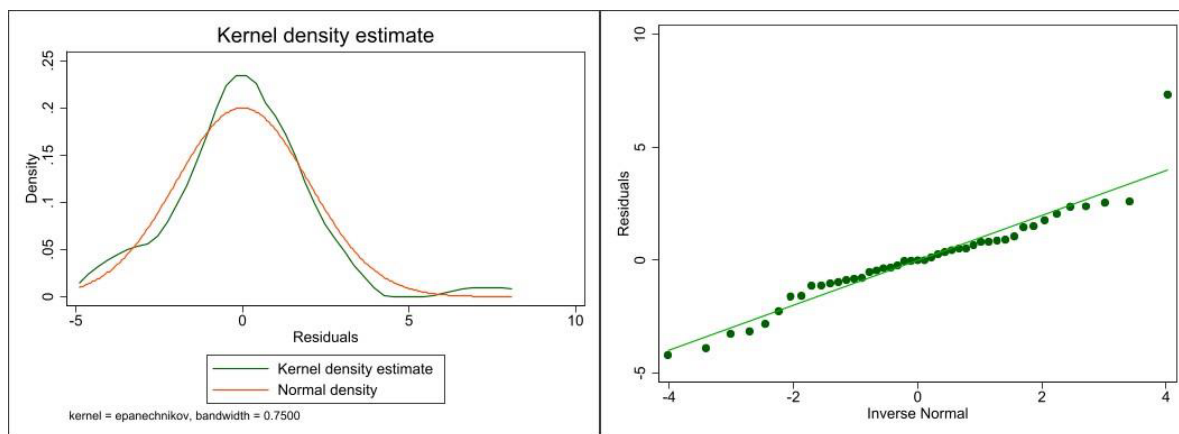 Kernel density estimate
Density
.25
.2
.15
.1
.05
0
-5
0
5
10
Residuals
Kernel density estimate
Normal density
kernel = epanechnikov, bandwidth = 0.7500
Residuals
10
5
0
-5
-4
-2
0
2
4
Inverse Normal